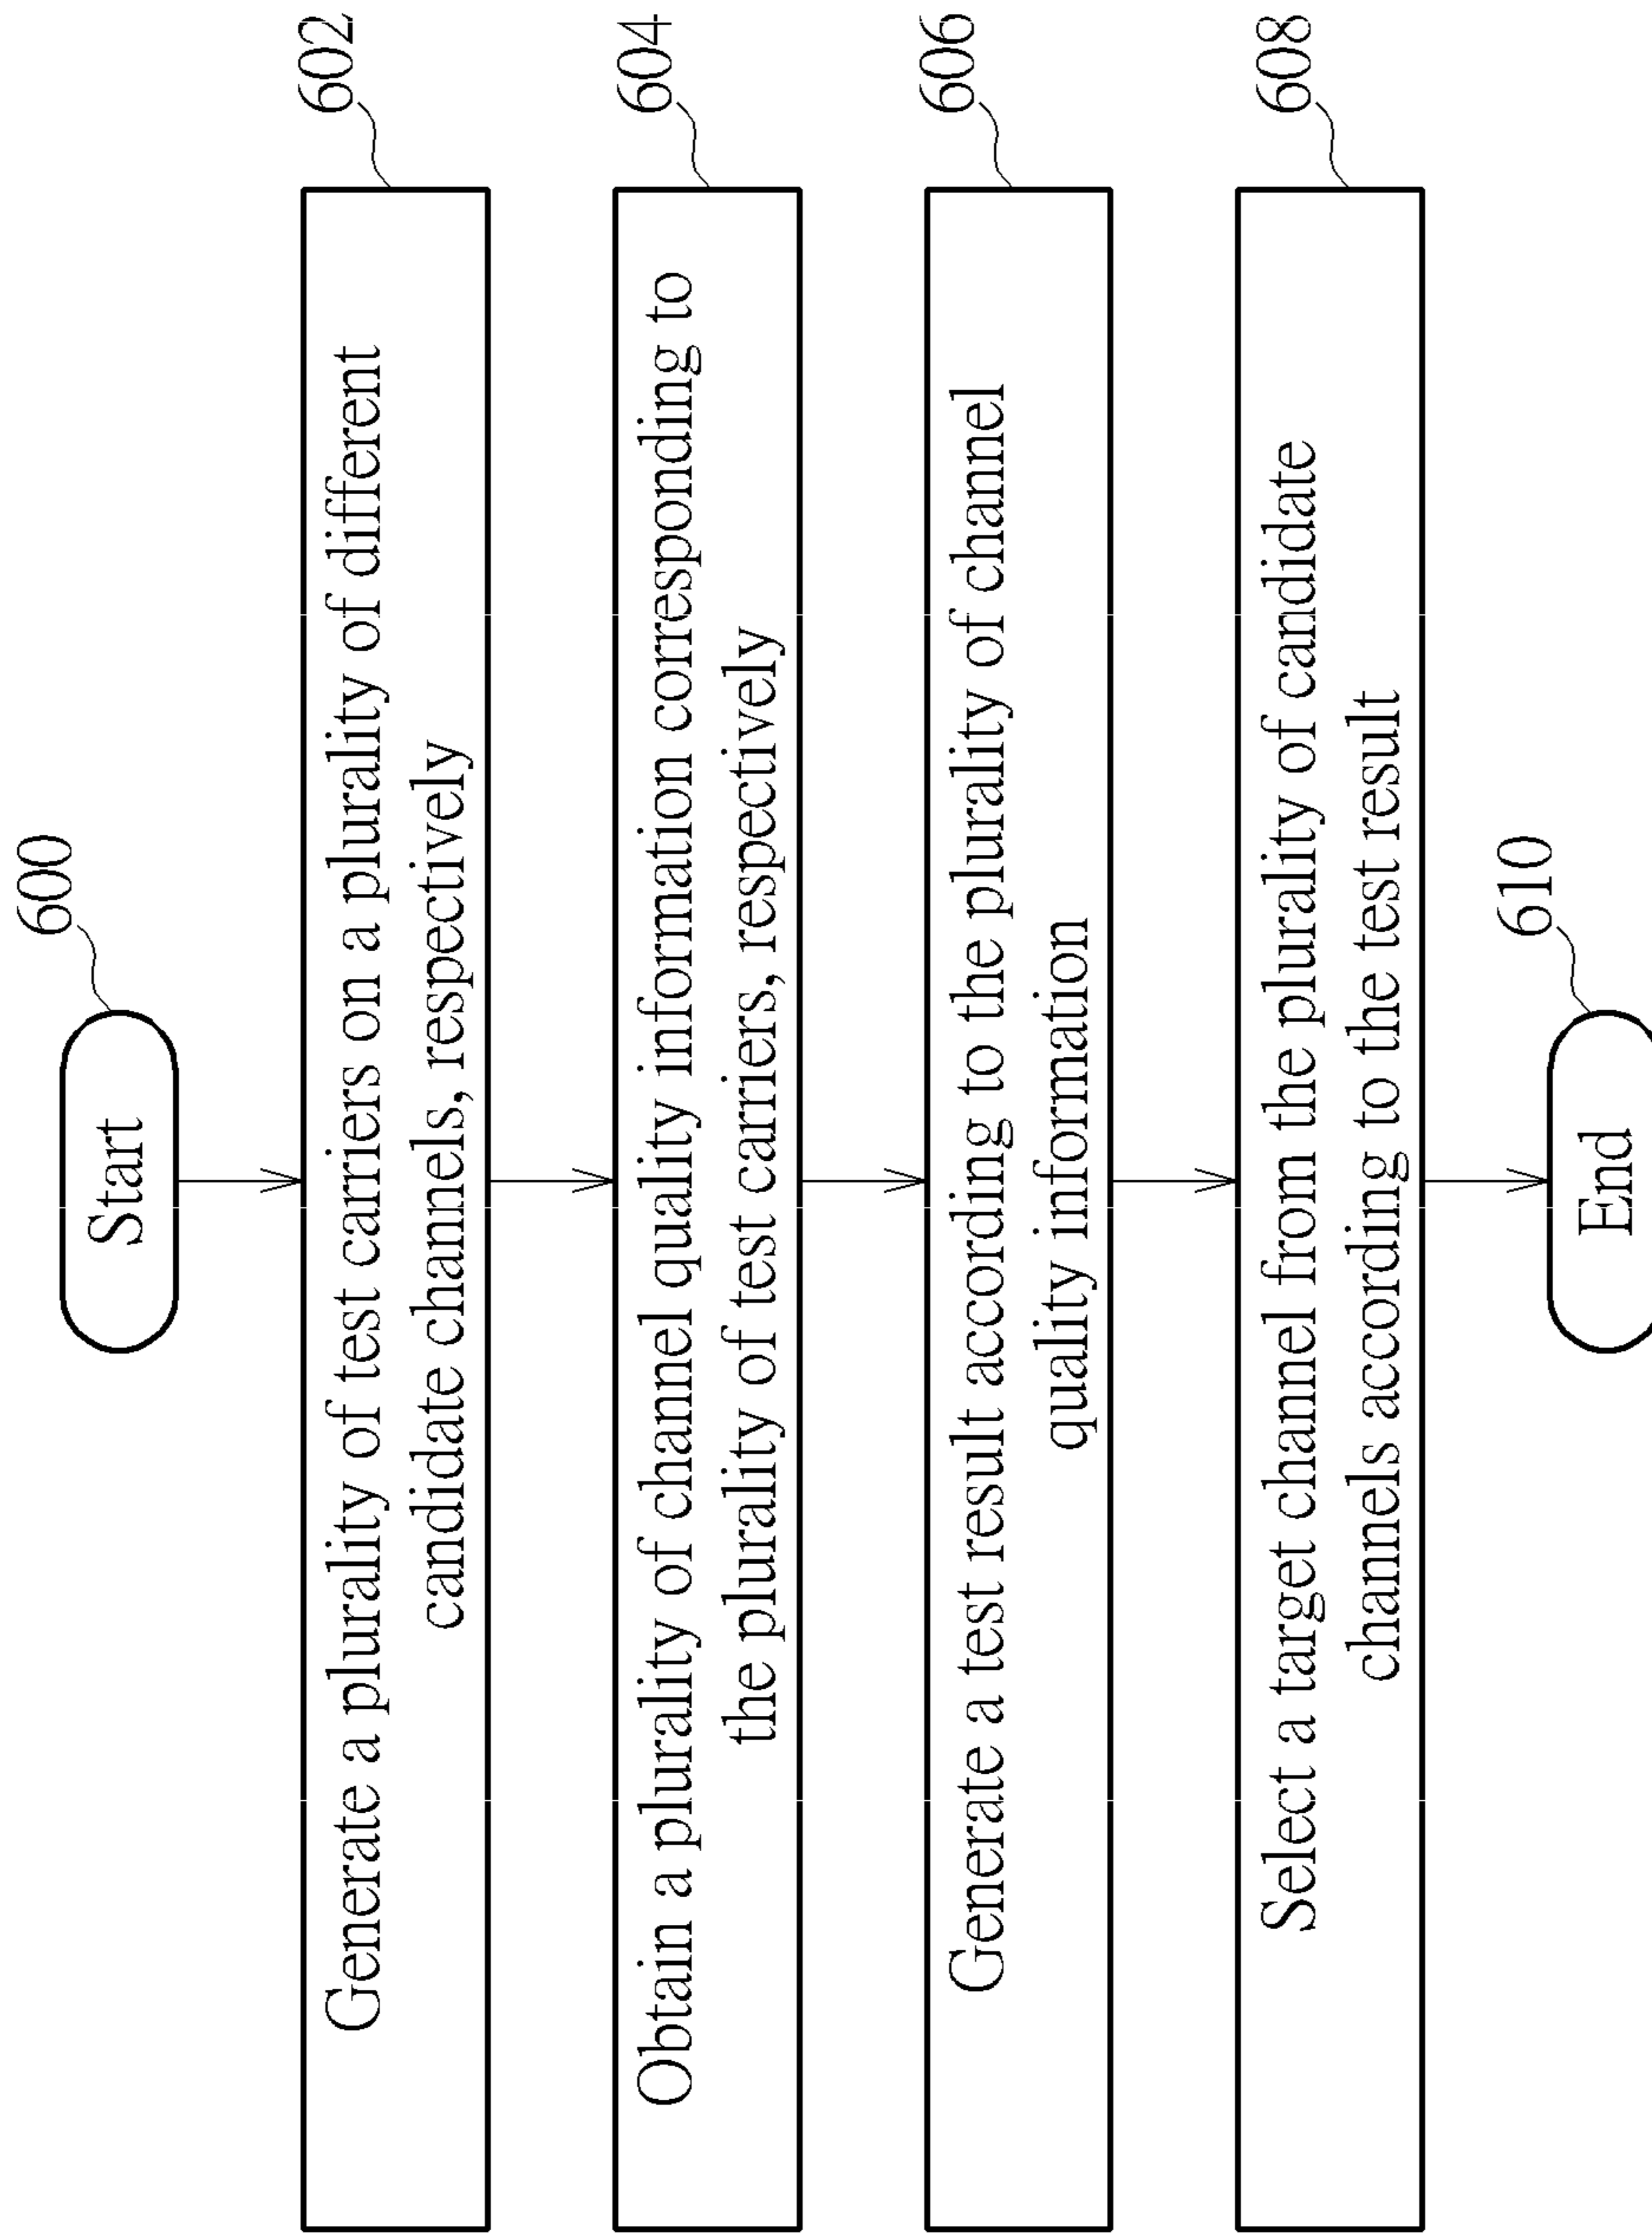 600
Start
602
Generate a plurality of test carriers on a plurality of different
candidate channels, respectively
604
Obtain a plurality of channel quality information corresponding to
the plurality of test carriers, respectively
606
Generate a test result according to the plurality of channel
quality information
608
Select a target channel from the plurality of candidate
channels according to the test result
610
End